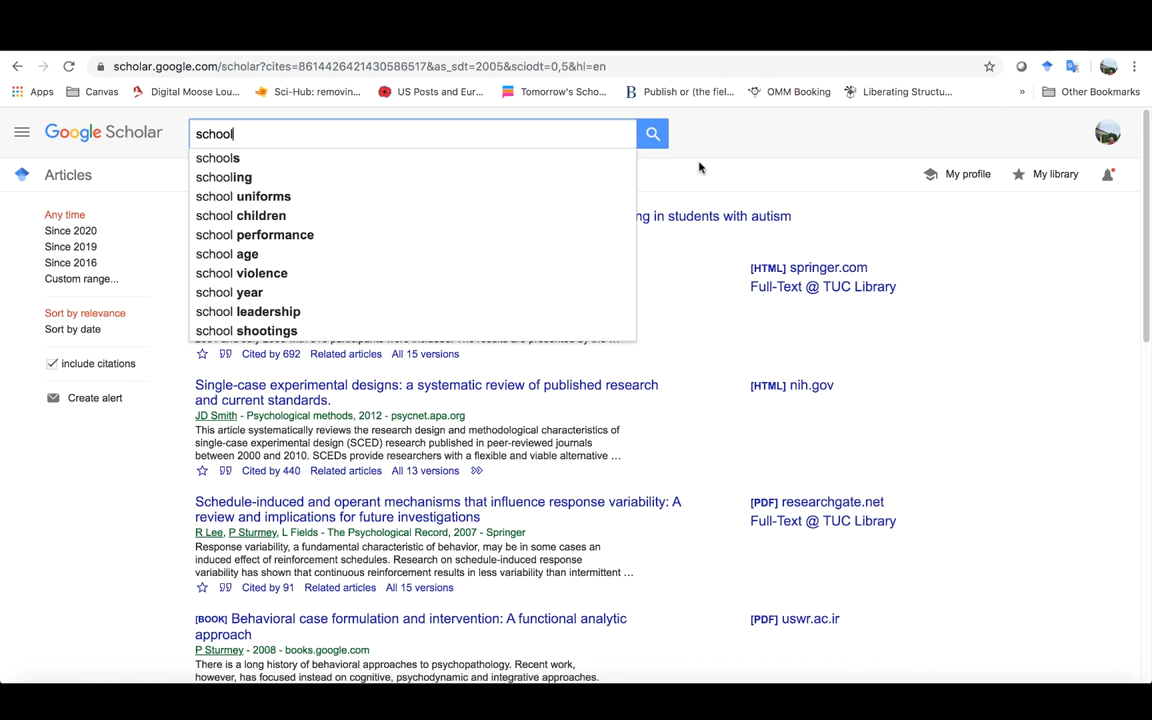 scholar.google.com/scholar?cites=8614426421430586517&as_sdt=2005&sciodt=0,5&hl=en
Apps Canvas Digital Moose Lou... Sci-Hub: removin... US Posts and Eur... Tomorrow's Scho... Publish or (the fiel... OMM Booking Liberating Structu... » Other Bookmarks
Google Scholar
school
schools
schooling
school uniforms
school children
school performance
school age
school violence
school year
school leadership
school shootings
Articles
My profile My library
Any time
Since 2020
Since 2019
Since 2016
Custom range...
Sort by relevance
Sort by date
include citations
Create alert
ng in students with autism
[HTML] springer.com
Full-Text @ TUC Library
Cited by 692 Related articles All 15 versions
Single-case experimental designs: a systematic review of published research
and current standards.
JD Smith - Psychological methods, 2012 - psycnet.apa.org
This article systematically reviews the research design and methodological characteristics of
single-case experimental design (SCED) research published in peer-reviewed journals
between 2000 and 2010. SCEDs provide researchers with a flexible and viable alternative ...
Cited by 440 Related articles All 13 versions
[HTML] nih.gov
Schedule-induced and operant mechanisms that influence response variability: A
review and implications for future investigations
R Lee, P Sturmey, L Fields - The Psychological Record, 2007 - Springer
Response variability, a fundamental characteristic of behavior, may be in some cases an
induced effect of reinforcement schedules. Research on schedule-induced response
variability has shown that continuous reinforcement results in less variability than intermittent ...
Cited by 91 Related articles All 15 versions
[PDF] researchgate.net
Full-Text @ TUC Library
[BOOK] Behavioral case formulation and intervention: A functional analytic
approach
P Sturmey - 2008 - books.google.com
There is a long history of behavioral approaches to psychopathology. Recent work,
however, has focused instead on cognitive, psychodynamic and integrative approaches.
[PDF] uswr.ac.ir